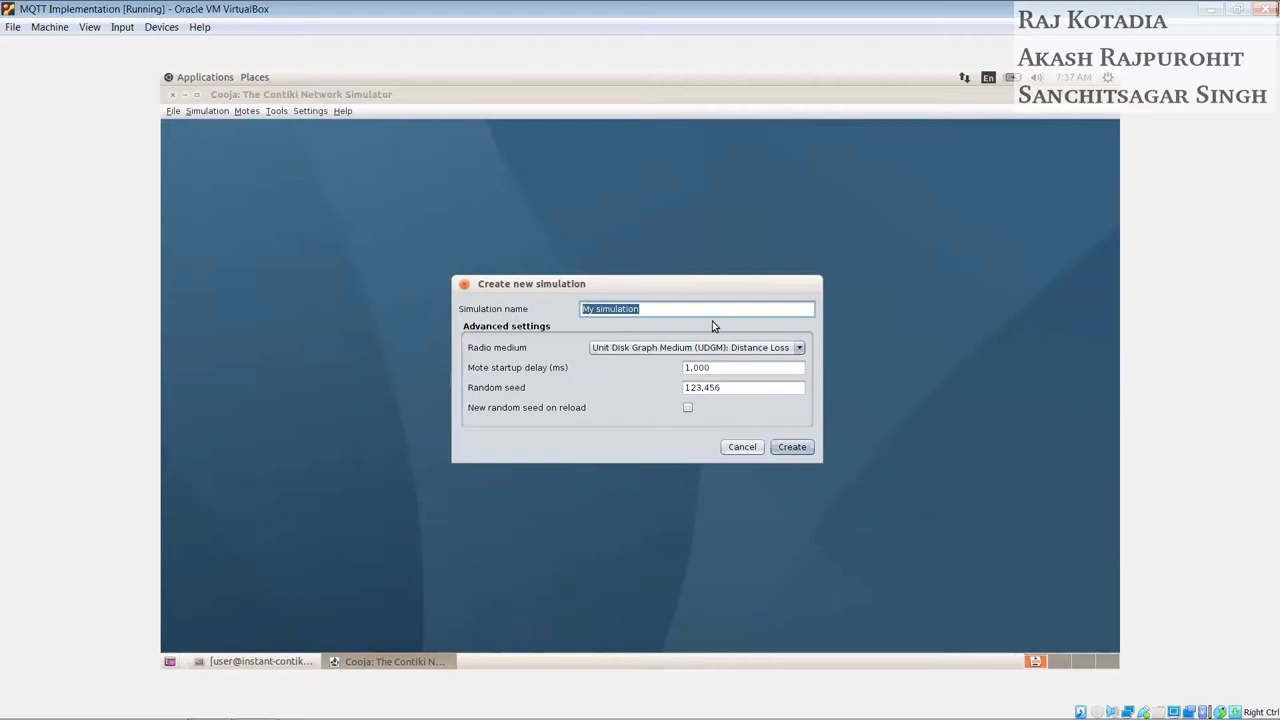 MQTT Implementation [Running] - Oracle VM VirtualBox
File Machine View Input Devices Help
Raj Kotadia
Akash Rajpurohit
Sanchitsagar Singh
Applications Places
En
7:37 AM
Cooja: The Contiki Network Simulator
File Simulation Motes Tools Settings Help
Create new simulation
Simulation name My simulation
Advanced settings
Radio medium Unit Disk Graph Medium (UDGM): Distance Loss
Mote startup delay (ms) 1,000
Random seed 123,456
New random seed on reload
Cancel Create
[user@instant-contik... Cooja: The Contiki N...
Right Ctrl